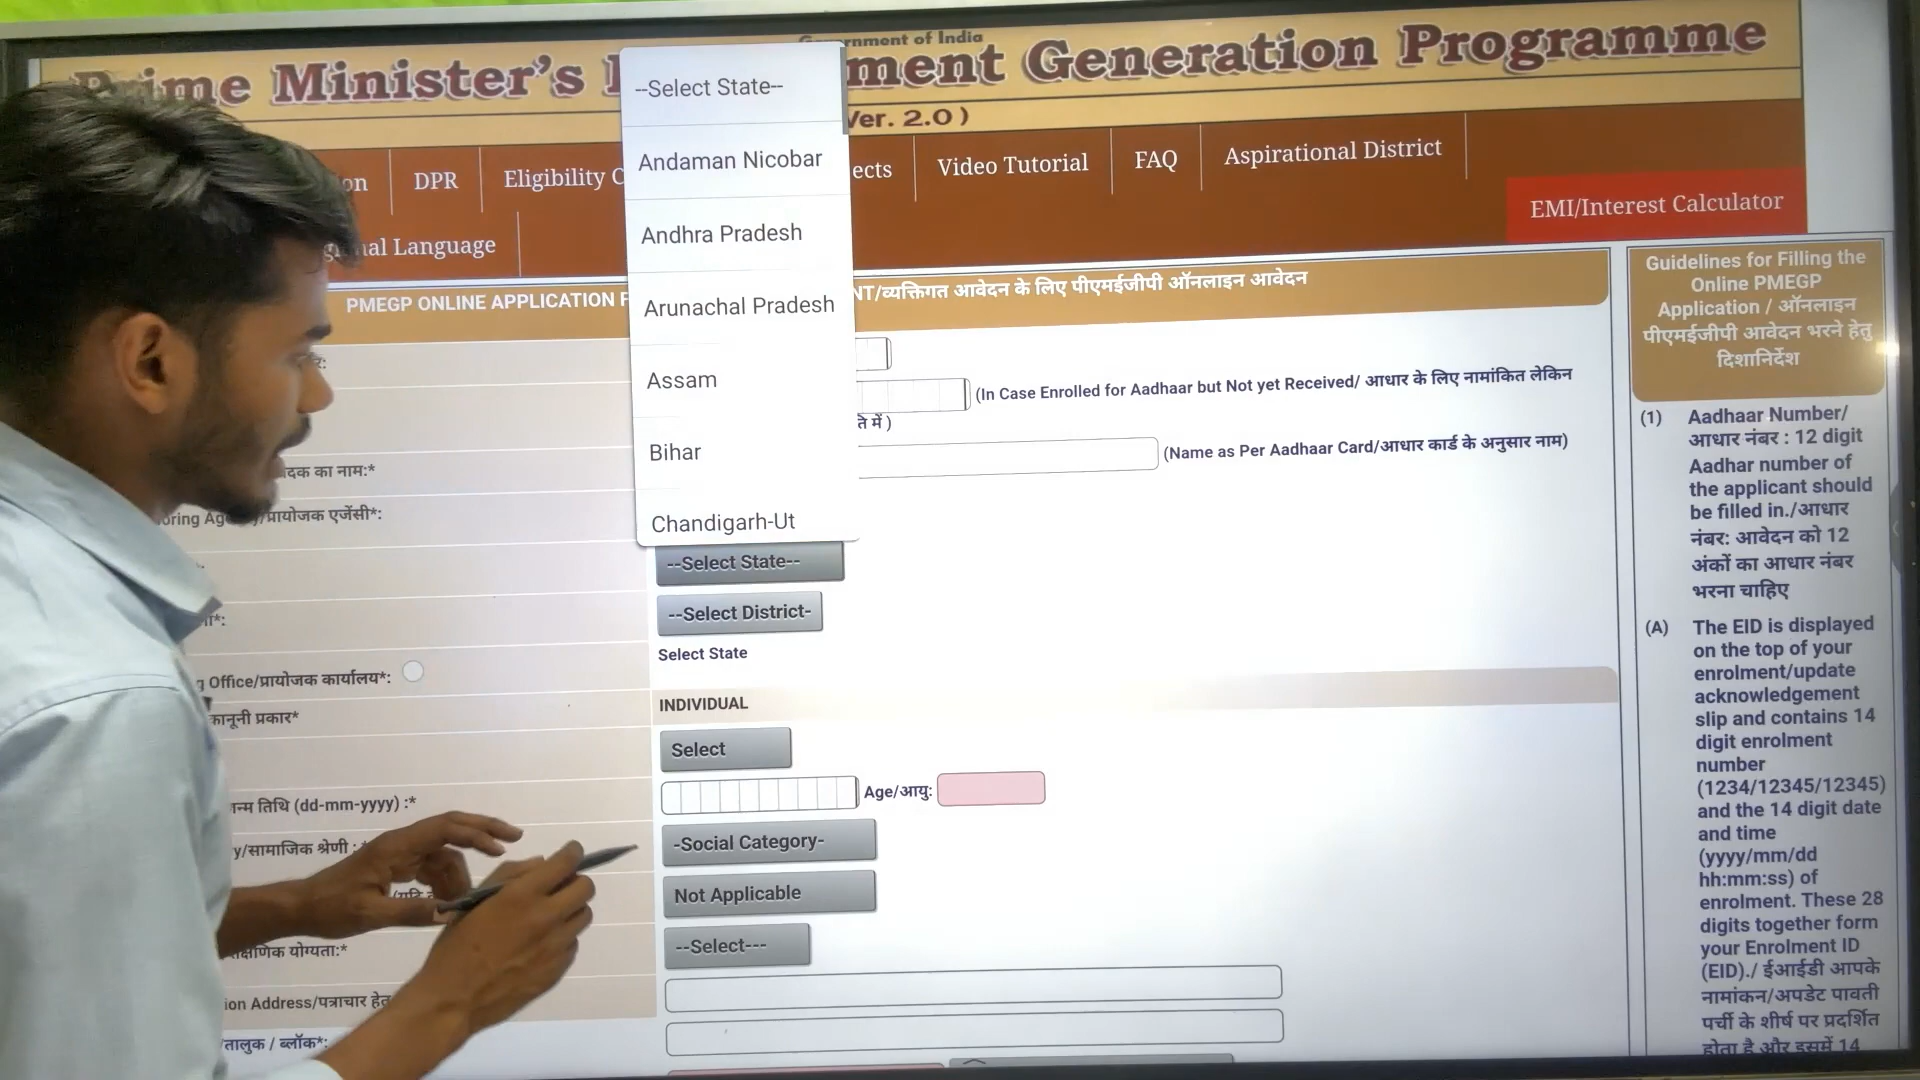 Government of India
Prime Minister's ment Generation Programme
Ver. 2.0 )
on DPR Eligibility C ects Video Tutorial FAQ Aspirational District
EMI/Interest Calculator
nal Language
PMEGP ONLINE APPLICATION F NT/व्यक्तिगत आवेदन के लिए पीएमईजीपी ऑनलाइन आवेदन
--Select State--
Andaman Nicobar
Andhra Pradesh
Arunachal Pradesh
Assam
Bihar
Chandigarh-Ut
(In Case Enrolled for Aadhaar but Not yet Received/ आधार के लिए नामांकित लेकिन
ते में )
दक का नाम:*
(Name as Per Aadhaar Card/आधार कार्ड के अनुसार नाम)
oring Ag /प्रायोजक एजेंसी*:
--Select State--
--Select District-
Select State
g Office/प्रायोजक कार्यालय*:
कानूनी प्रकार*
INDIVIDUAL
Select
न्म तिथि (dd-mm-yyyy) :*
Age/आयु:
y/सामाजिक श्रेणी :
-Social Category-
Not Applicable
क्षणिक योग्यता:*
--Select---
ion Address/पत्राचार हेतु
तालुक / ब्लॉक*:
Guidelines for Filling the
Online PMEGP
Application / ऑनलाइन
पीएमईजीपी आवेदन भरने हेतु
दिशानिर्देश
(1) Aadhaar Number/
आधार नंबर : 12 digit
Aadhar number of
the applicant should
be filled in./आधार
नंबर: आवेदन को 12
अंकों का आधार नंबर
भरना चाहिए
(A) The EID is displayed
on the top of your
enrolment/update
acknowledgement
slip and contains 14
digit enrolment
number
(1234/12345/12345)
and the 14 digit date
and time
(yyyy/mm/dd
hh:mm:ss) of
enrolment. These 28
digits together form
your Enrolment ID
(EID)./ ईआईडी आपके
नामांकन/अपडेट पावती
पर्ची के शीर्ष पर प्रदर्शित
होता है और इसमें 14